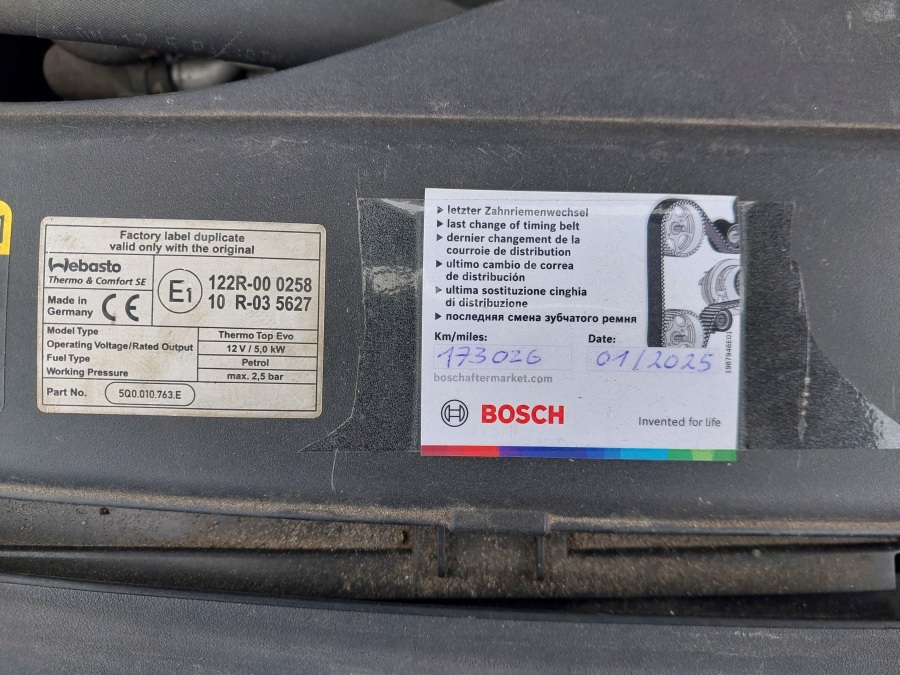 Factory label duplicate
valid only with the original
Webasto
Thermo & Comfort SE
Made in
Germany
CE
E1
122R-00 0258
10 R-03 5627
Model Type
Thermo Top Evo
Operating Voltage/Rated Output
12 V / 5,0 kW
Fuel Type
Petrol
Working Pressure
max. 2,5 bar
Part No.
5Q0.010.763.E
letzter Zahnriemenwechsel
last change of timing belt
dernier changement de la
courroie de distribution
ultimo cambio de correa
de distribución
ultima sostituzione cinghia
di distribuzione
последняя смена зубчатого ремня
Km/miles:
173026
Date:
01/2025
boschaftermarket.com
BOSCH
Invented for life